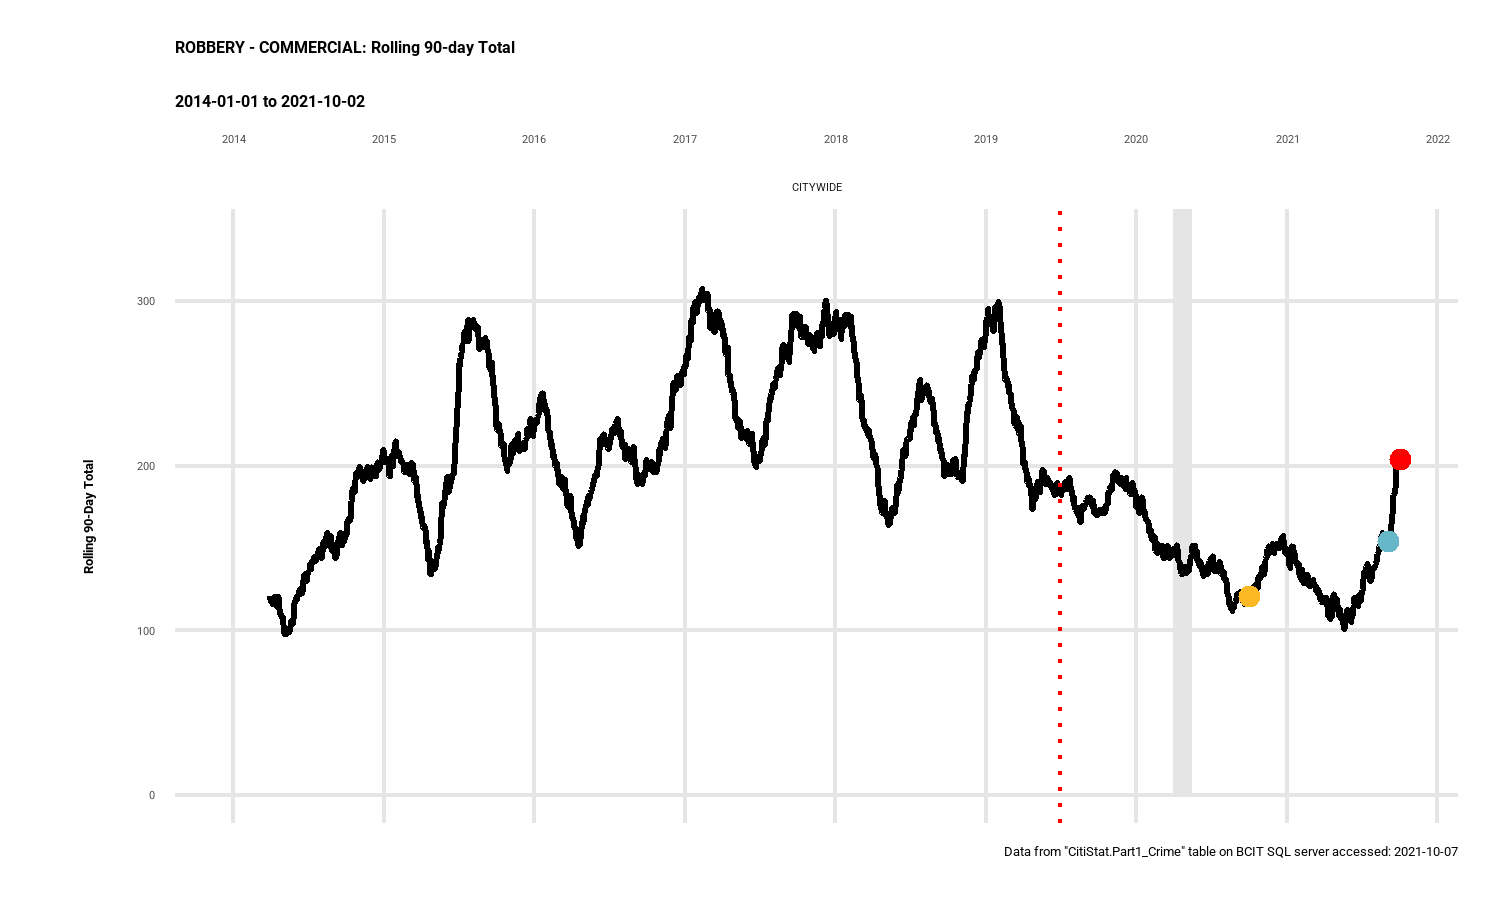 ROBBERY - COMMERCIAL: Rolling 90-day Total
2014-01-01 to 2021-10-02
2014 2015 2016 2017 2018 2019 2020 2021 2022
CITYWIDE
300
200
100
0
Rolling 90-Day Total
Data from "CitiStat.Part1_Crime" table on BCIT SQL server accessed: 2021-10-07